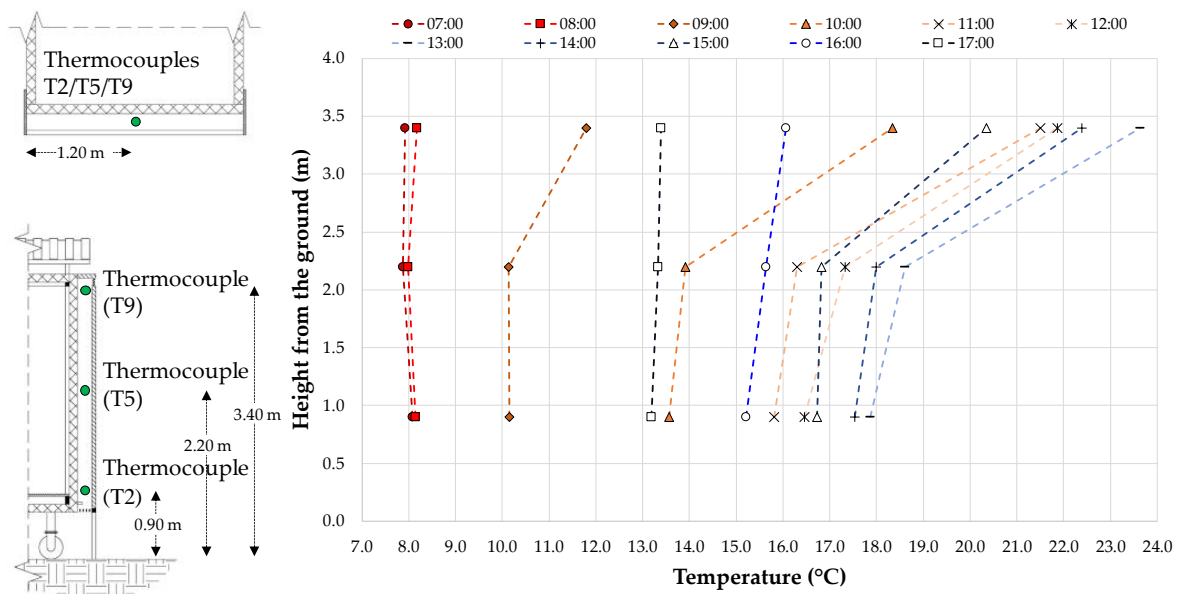 Thermocouples
T2/T5/T9
1.20 m
Thermocouple
(T9)
Thermocouple
(T5)
3.40 m
2.20 m
Thermocouple
(T2)
0.90 m
07:00 08:00 09:00 10:00 11:00 12:00
13:00 14:00 15:00 16:00 17:00
Height from the ground (m)
4.0
3.5
3.0
2.5
2.0
1.5
1.0
0.5
0.0
7.0 8.0 9.0 10.0 11.0 12.0 13.0 14.0 15.0 16.0 17.0 18.0 19.0 20.0 21.0 22.0 23.0 24.0
Temperature (°C)